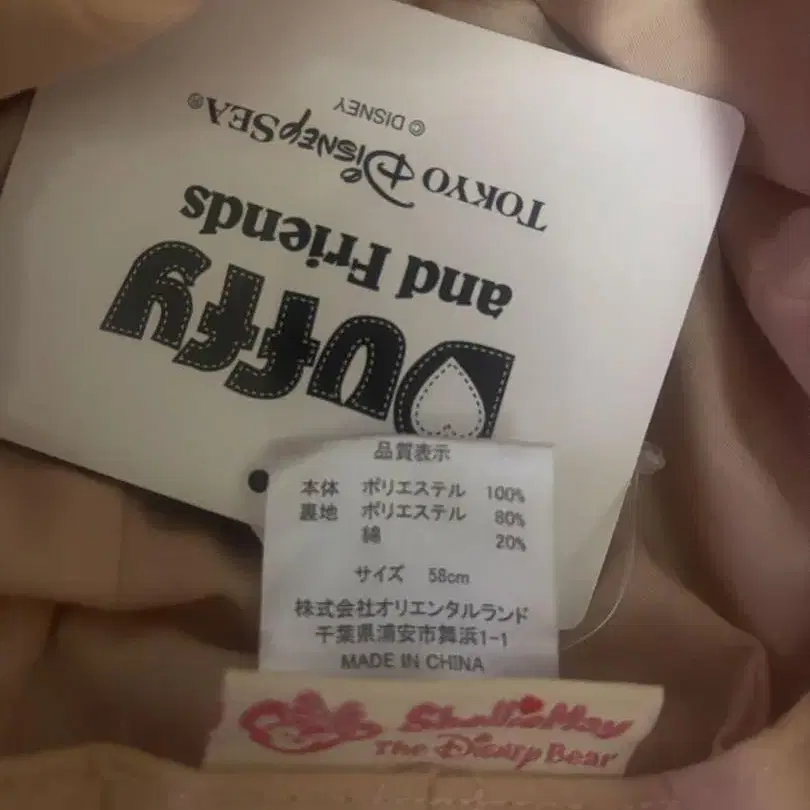 Duffy
and Friends
TOKYO DISNEYSEA®
© DISNEY
品質表示
本体 ポリエステル 100%
裏地 ポリエステル 80%
綿 20%
サイズ 58cm
株式会社オリエンタルランド
千葉県浦安市舞浜1-1
MADE IN CHINA
ShellieMay
The Disney Bear